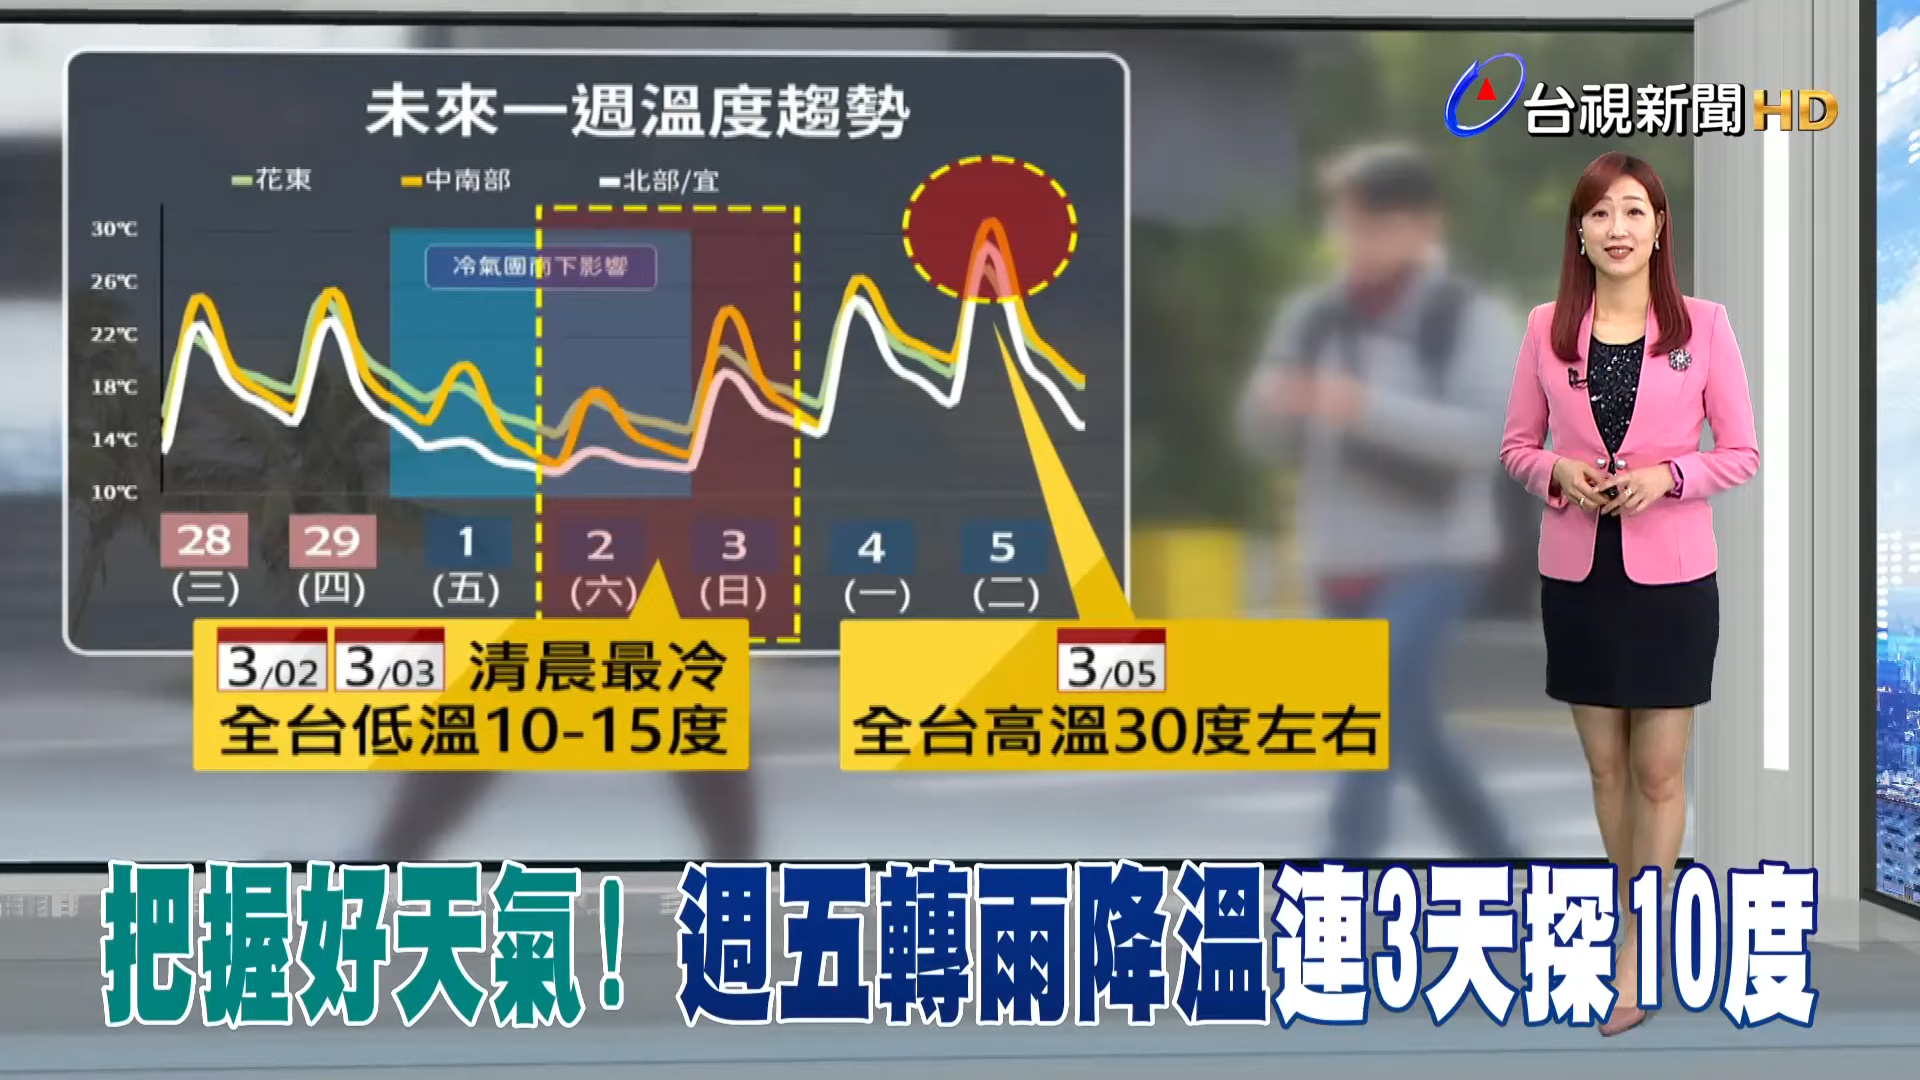 台視新聞HD
未來一週溫度趨勢
花東 中南部 北部/宜
30℃
26℃
22℃
18℃
14℃
10℃
冷氣團南下影響
28 29 1 2 3 4 5
(三) (四) (五) (六) (日) (一) (二)
3/02 3/03 清晨最冷
全台低溫10-15度
3/05
全台高溫30度左右
把握好天氣! 週五轉雨降溫連3天探10度